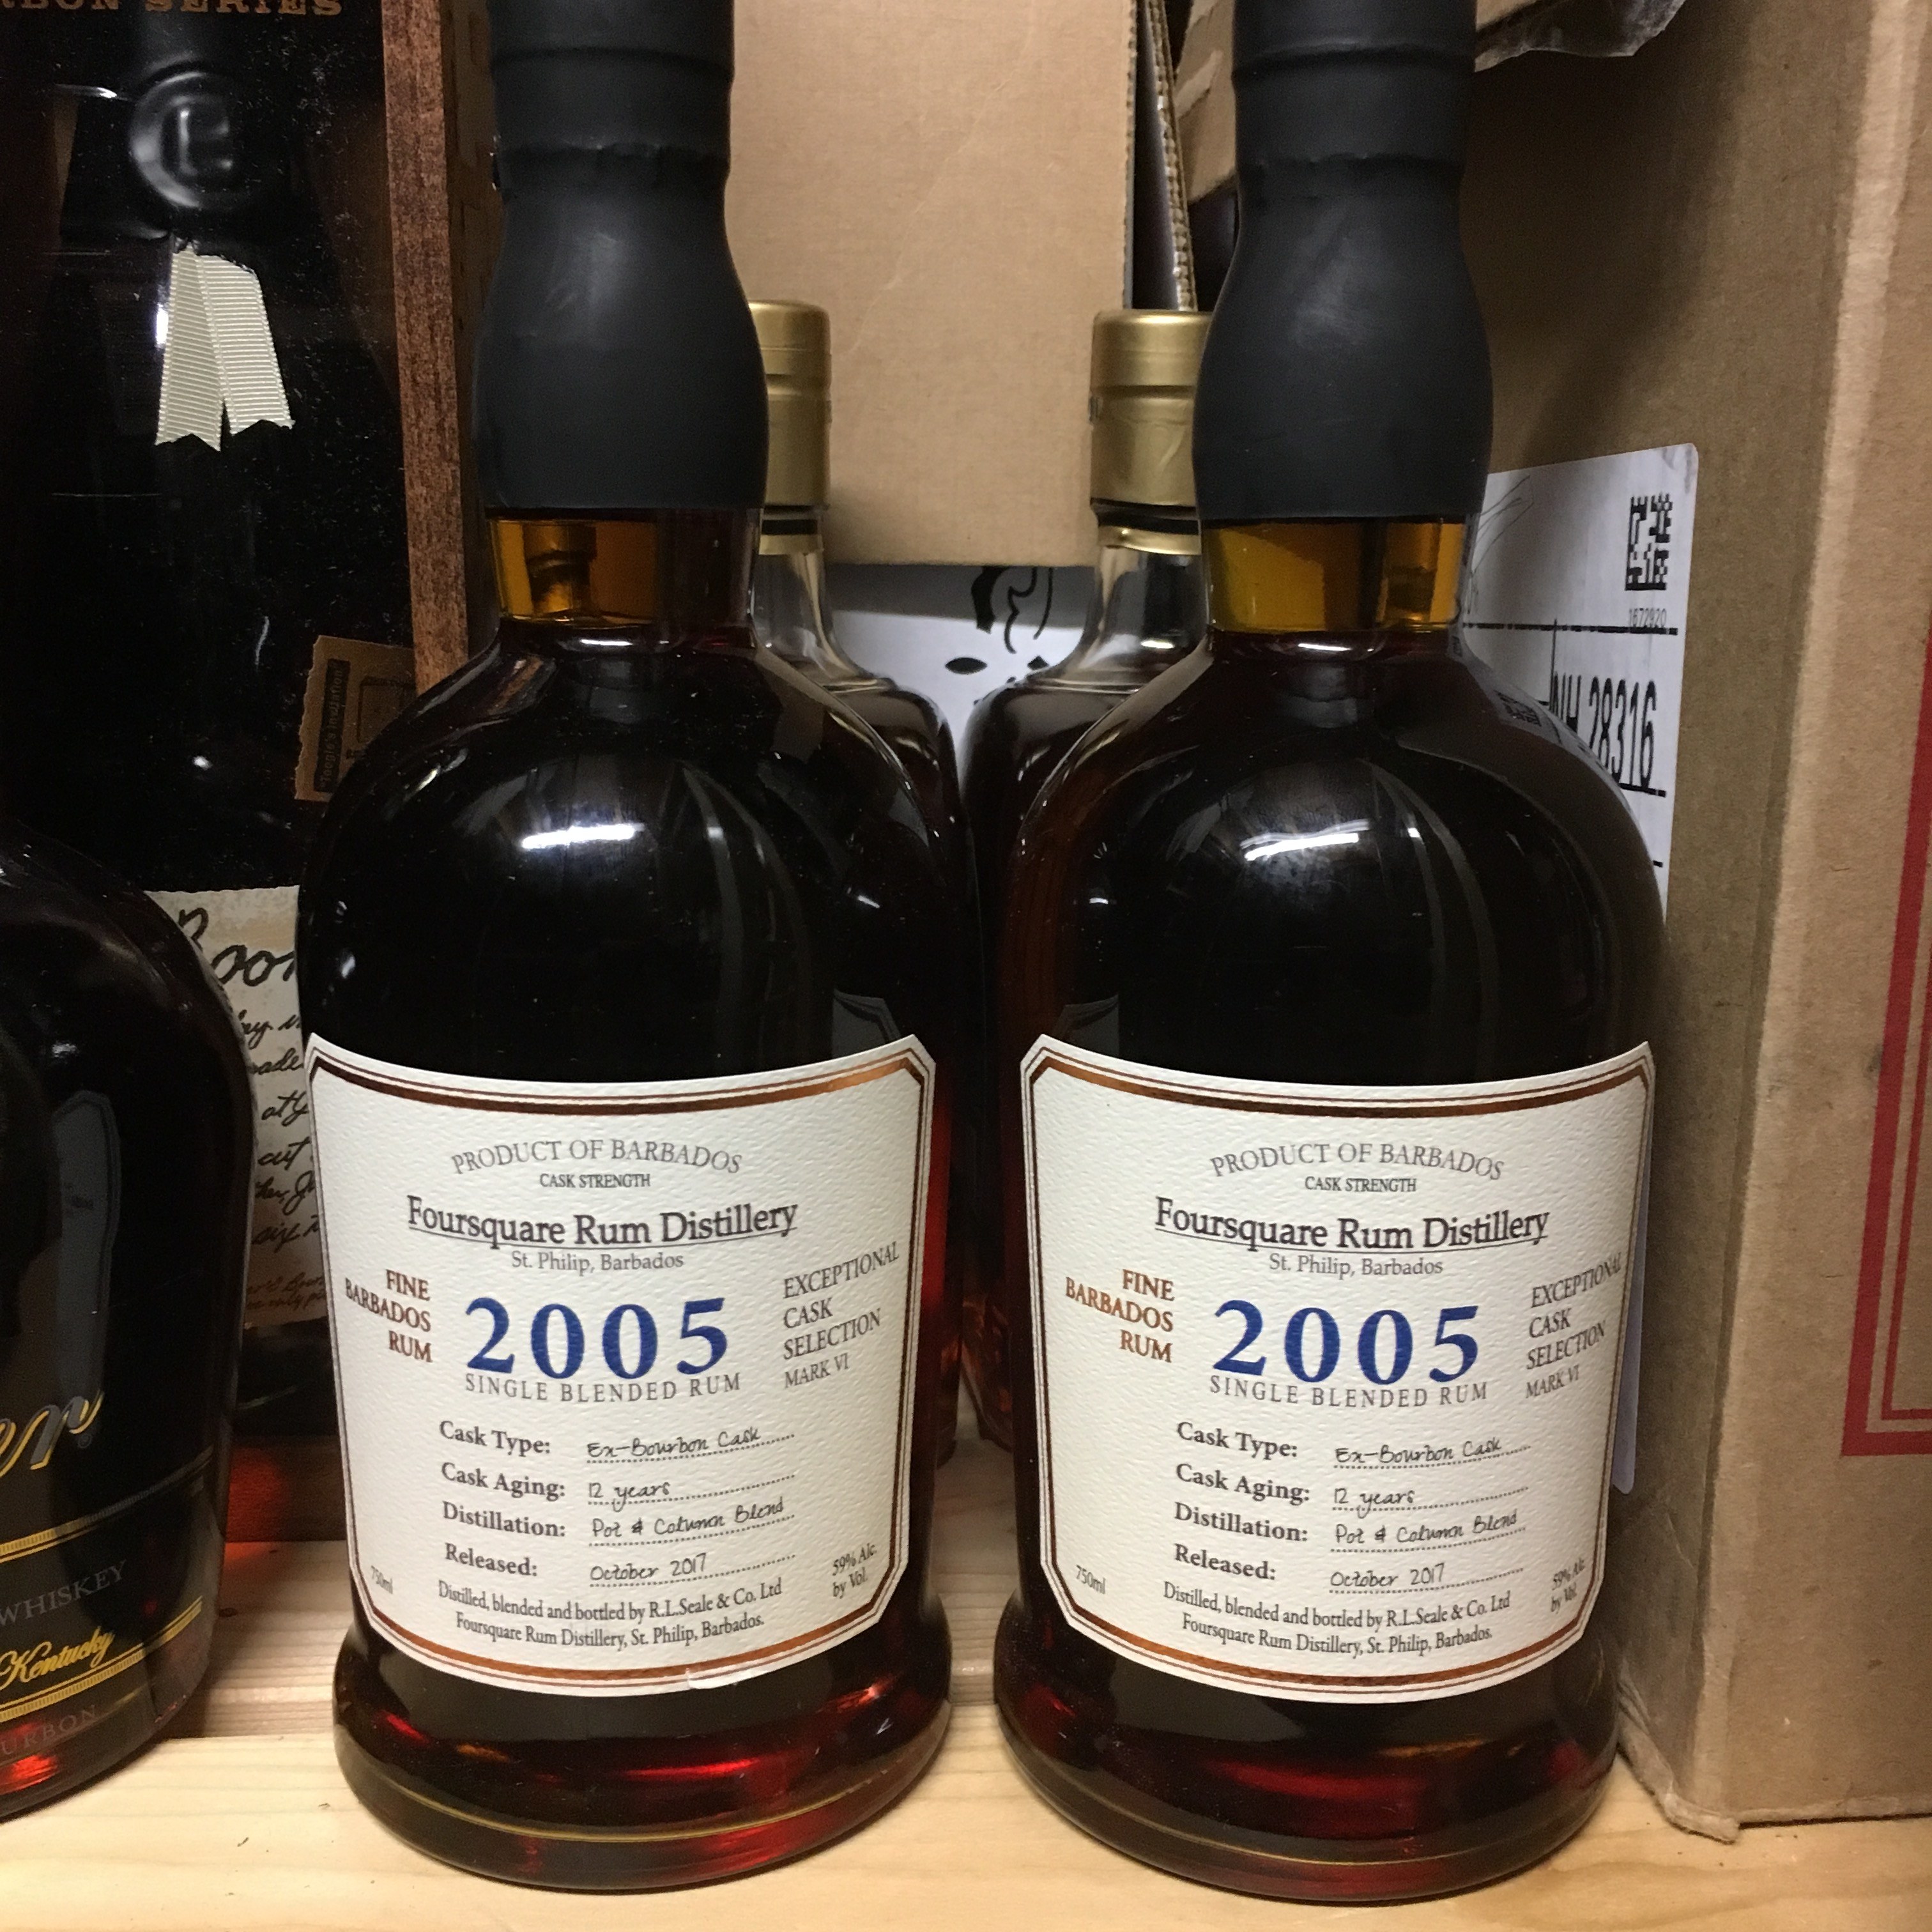 RBON SERIES
1672920
NH 28316
PRODUCT OF BARBADOS
CASK STRENGTH
Foursquare Rum Distillery
St. Philip, Barbados
FINE
BARBADOS
RUM
2005
SINGLE BLENDED RUM
EXCEPTIONAL
CASK
SELECTION
MARK VI
Cask Type: Ex-Bourbon Cask
Cask Aging: 12 years
Distillation: Pot & Column Blend
Released: October 2017
750ml
59% Alc.
by Vol.
Distilled, blended and bottled by R.L.Seale & Co. Ltd
Foursquare Rum Distillery, St. Philip, Barbados.
PRODUCT OF BARBADOS
CASK STRENGTH
Foursquare Rum Distillery
St. Philip, Barbados
FINE
BARBADOS
RUM
2005
SINGLE BLENDED RUM
EXCEPTIONAL
CASK
SELECTION
MARK VI
Cask Type: Ex-Bourbon Cask
Cask Aging: 12 years
Distillation: Pot & Column Blend
Released: October 2017
750ml
59% Alc.
by Vol.
Distilled, blended and bottled by R.L.Seale & Co. Ltd
Foursquare Rum Distillery, St. Philip, Barbados.
WHISKEY
Kentucky
URBON